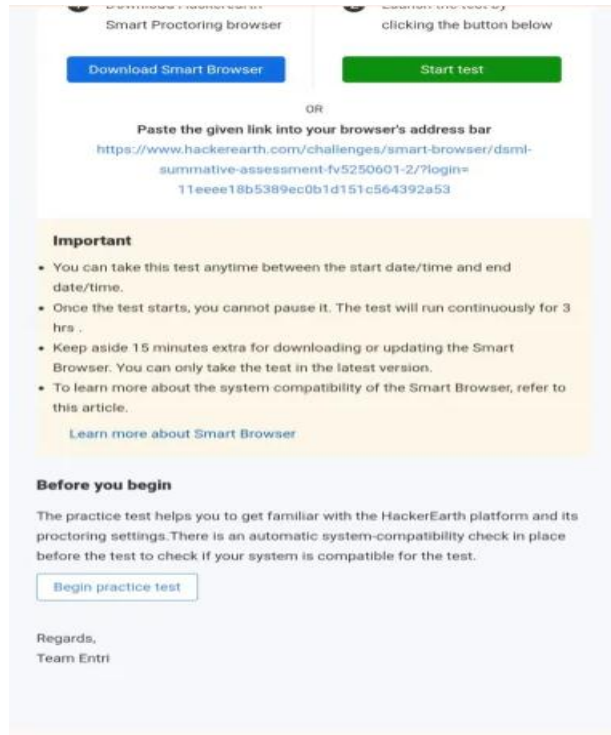 Smart Proctoring browser
clicking the button below
Download Smart Browser
Start test
OR
Paste the given link into your browser's address bar
https://www.hackerearth.com/challenges/smart-browser/dsml-
summative-assessment-fv5250601-2/?login=
11eeee18b5389ec0b1d151c564392a53
Important
• You can take this test anytime between the start date/time and end
date/time.
• Once the test starts, you cannot pause it. The test will run continuously for 3
hrs .
• Keep aside 15 minutes extra for downloading or updating the Smart
Browser. You can only take the test in the latest version.
• To learn more about the system compatibility of the Smart Browser, refer to
this article.
Learn more about Smart Browser
Before you begin
The practice test helps you to get familiar with the HackerEarth platform and its
proctoring settings.There is an automatic system-compatibility check in place
before the test to check if your system is compatible for the test.
Begin practice test
Regards,
Team Entri